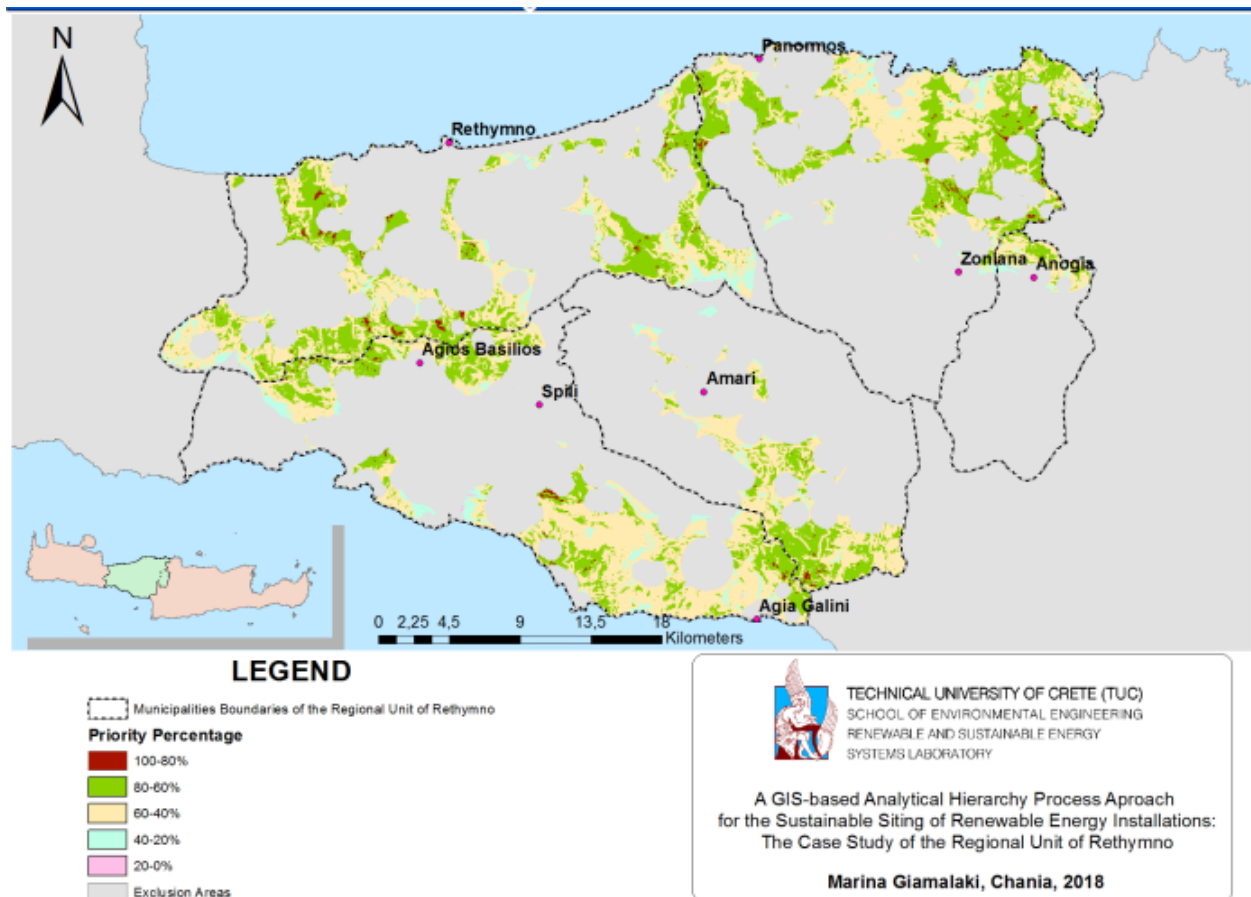 N
Panormos
Rethymno
Zoniana
Anogia
Agios Basilios
Amari
Spili
Agia Galini
0 2,25 4,5 9 13,5 18
Kilometers
LEGEND
Municipalities Boundaries of the Regional Unit of Rethymno
Priority Percentage
100-80%
80-60%
60-40%
40-20%
20-0%
Exclusion Areas
TECHNICAL UNIVERSITY OF CRETE (TUC)
SCHOOL OF ENVIRONMENTAL ENGINEERING
RENEWABLE AND SUSTAINABLE ENERGY
SYSTEMS LABORATORY
A GIS-based Analytical Hierarchy Process Aproach
for the Sustainable Siting of Renewable Energy Installations:
The Case Study of the Regional Unit of Rethymno
Marina Giamalaki, Chania, 2018